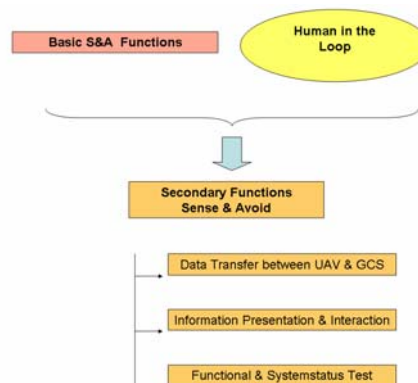 Basic S&A Functions
Human in the
Loop
Secondary Functions
Sense & Avoid
Data Transfer between UAV & GCS
Information Presentation & Interaction
Functional & Systemstatus Test